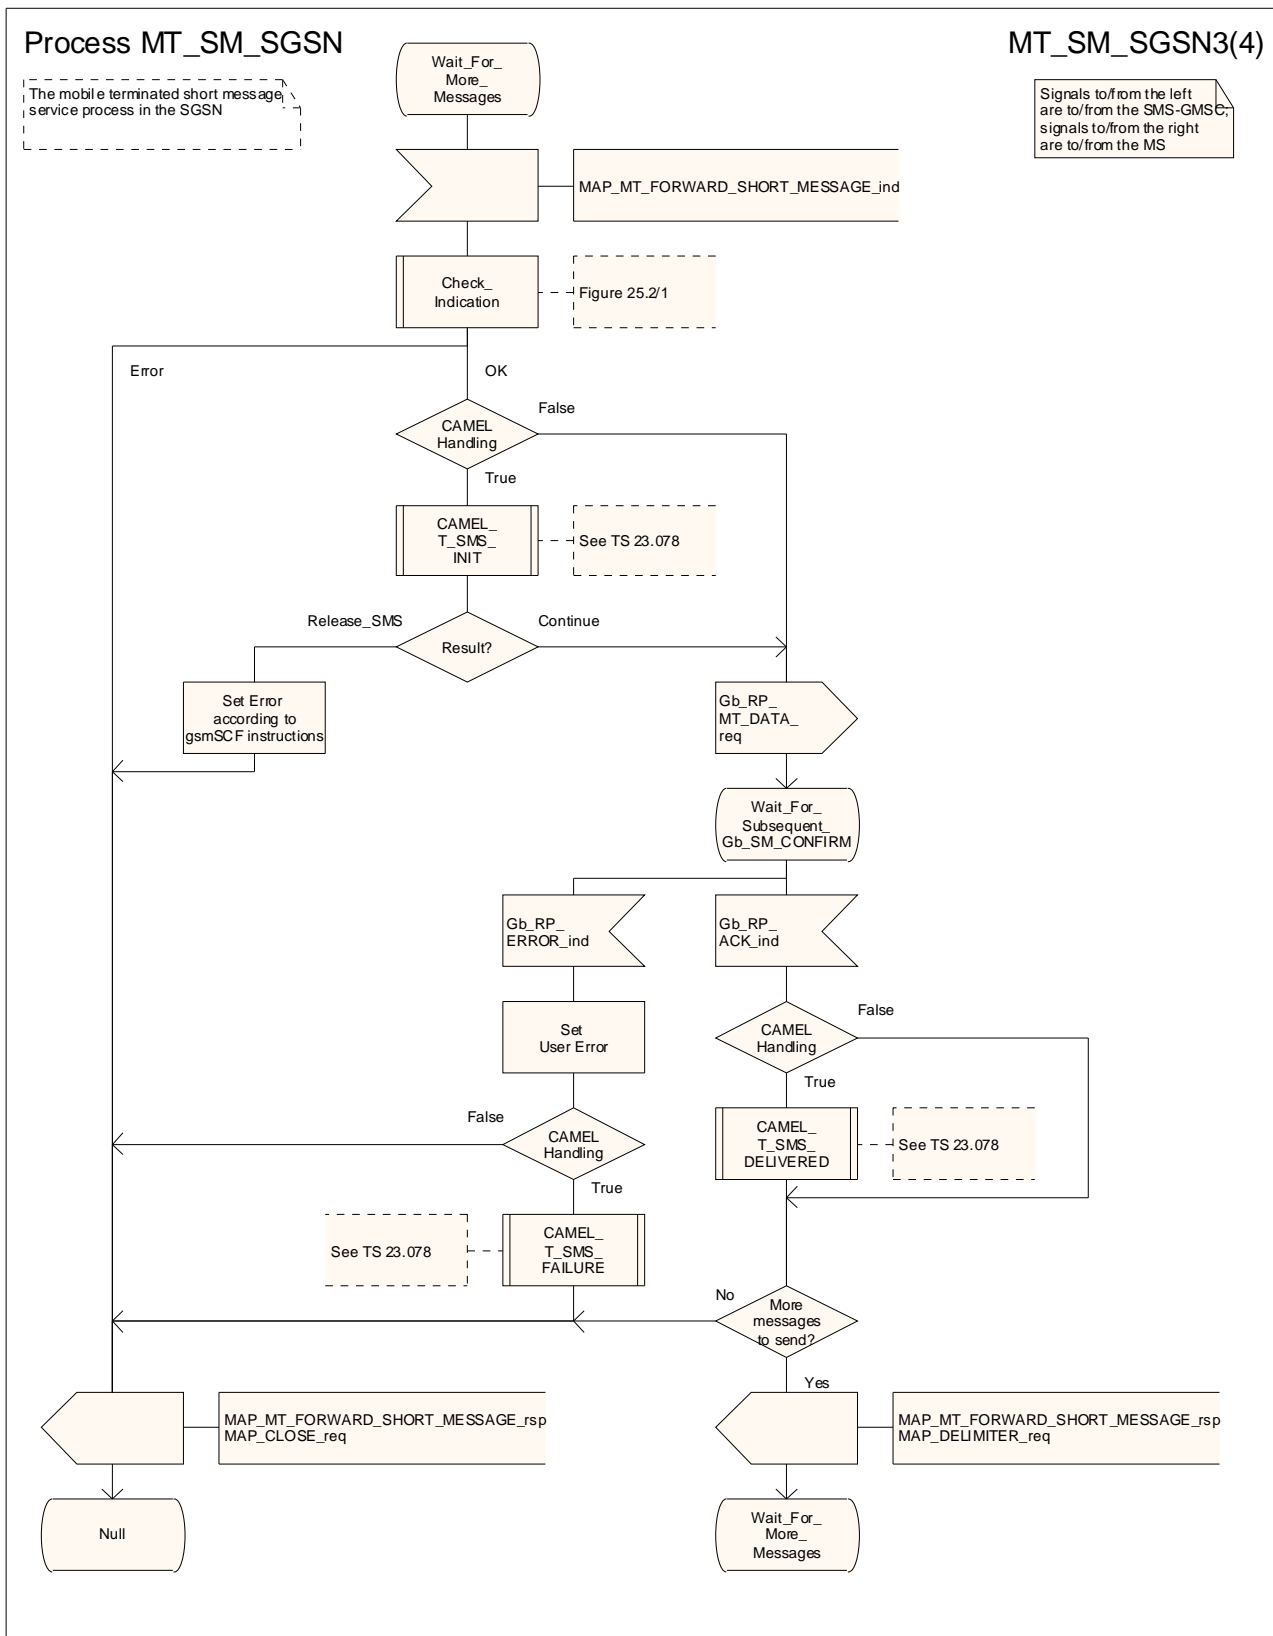 Process MT_SM_SGSN
MT_SM_SGSN3(4)
The mobile terminated short message
service process in the SGSN
Wait_For_
More_
Messages
Signals to/from the left
are to/from the SMS-GMSC;
signals to/from the right
are to/from the MS
MAP_MT_FORWARD_SHORT_MESSAGE_ind
Check_
Indication
Figure 25.2/1
Error
OK
CAMEL
Handling
False
True
CAMEL_
T_SMS_
INIT
See TS 23.078
Release_SMS
Result?
Continue
Set Error
according to
gsmSCF instructions
Gb_RP_
MT_DATA_
req
Wait_For_
Subsequent_
Gb_SM_CONFIRM
Gb_RP_
ERROR_ind
Gb_RP_
ACK_ind
Set
User Error
CAMEL
Handling
False
True
False
CAMEL
Handling
True
CAMEL_
T_SMS_
DELIVERED
See TS 23.078
See TS 23.078
CAMEL_
T_SMS_
FAILURE
No
More
messages
to send?
Yes
MAP_MT_FORWARD_SHORT_MESSAGE_rsp
MAP_CLOSE_req
MAP_MT_FORWARD_SHORT_MESSAGE_rsp
MAP_DELIMITER_req
Null
Wait_For_
More_
Messages